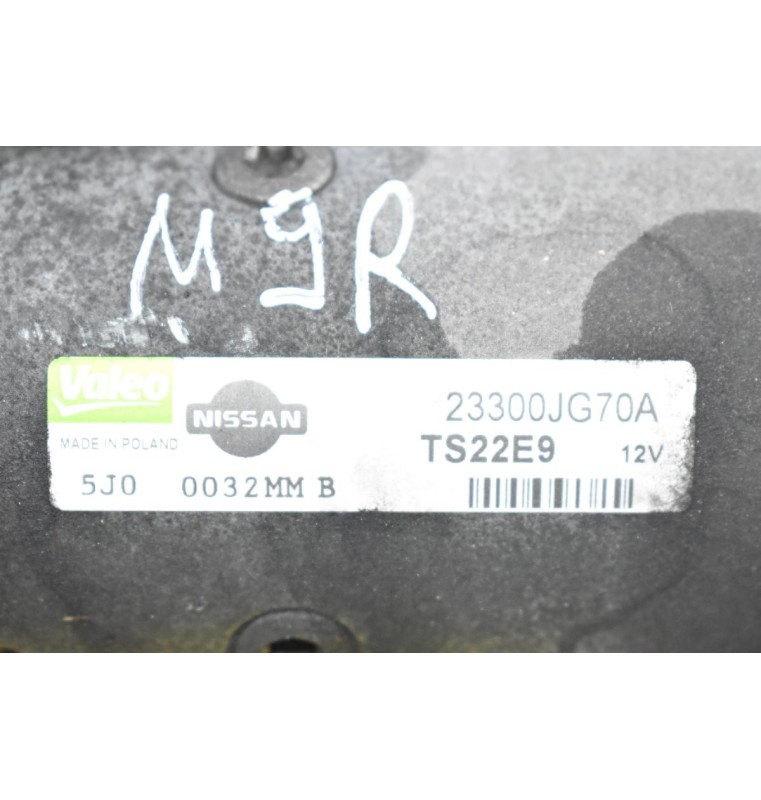 M9R
Valeo NISSAN 23300JG70A
MADE IN POLAND TS22E9 12V
5J0 0032MM B